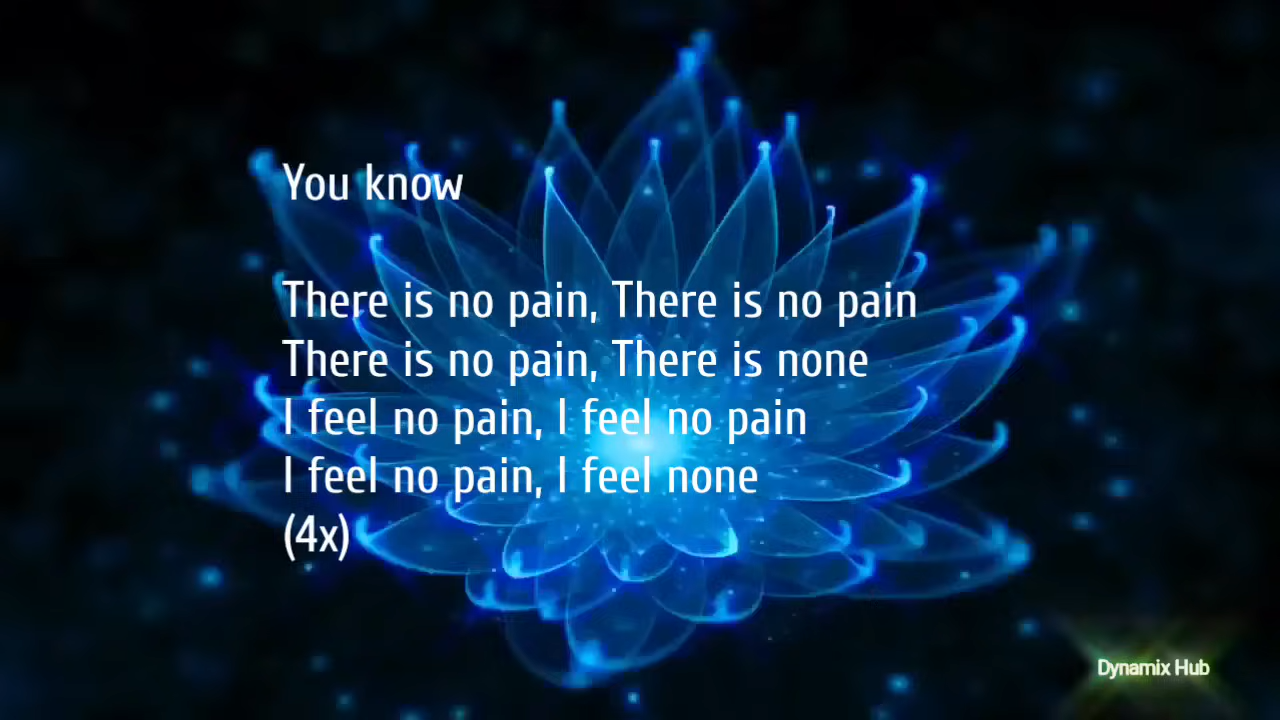 You know
There is no pain, There is no pain
There is no pain, There is none
I feel no pain, I feel no pain
I feel no pain, I feel none
(4x)
Dynamix Hub